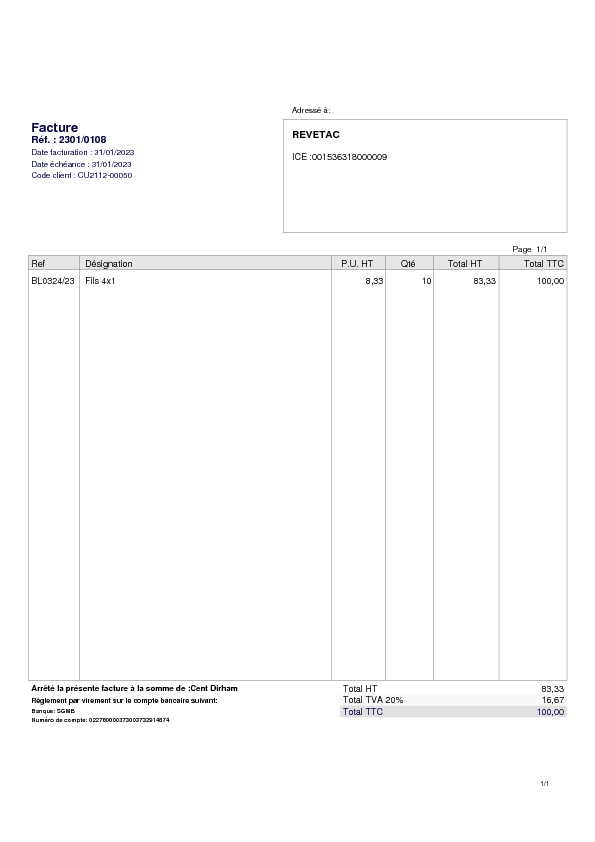 Adressé à:
Facture
Réf. : 2301/0108
Date facturation : 31/01/2023
Date échéance : 31/01/2023
Code client : CU2112-00050
REVETAC
ICE :001536318000009
Page 1/1
Ref Désignation P.U. HT Qté Total HT Total TTC
BL0324/23 Fils 4x1 8,33 10 83,33 100,00
Arrêté la présente facture à la somme de :Cent Dirham
Règlement par virement sur le compte bancaire suivant:
Banque: SGMB
Numéro de compte:
Total HT 83,33
Total TVA 20% 16,67
Total TTC 100,00
1/1